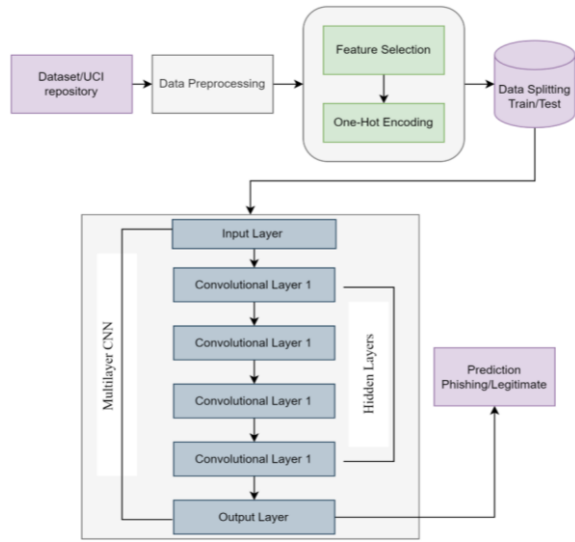 Dataset/UCI
repository
Data Preprocessing
Feature Selection
One-Hot Encoding
Data Splitting
Train/Test
Input Layer
Convolutional Layer 1
Convolutional Layer 1
Convolutional Layer 1
Convolutional Layer 1
Output Layer
Multilayer CNN
Hidden Layers
Prediction
Phishing/Legitimate